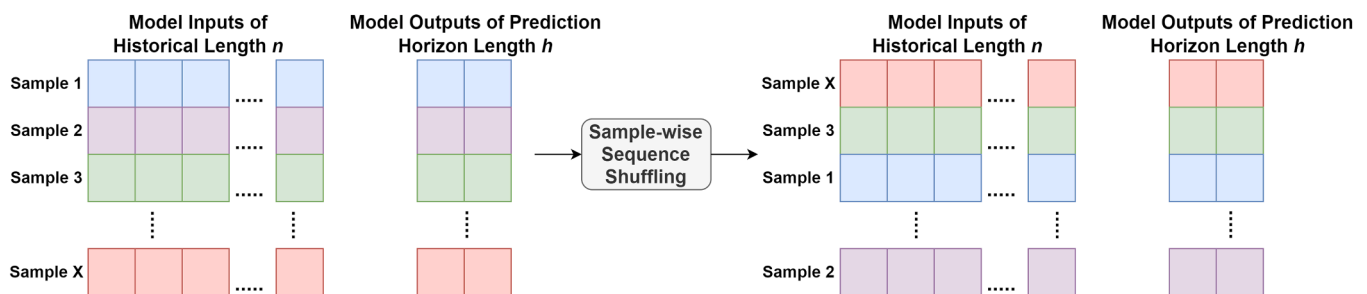 Model Inputs of
Historical Length n
Model Outputs of Prediction
Horizon Length h
Sample 1
.....
Sample 2
.....
Sample 3
.....
Sample X
.....
Sample-wise
Sequence
Shuffling
Model Inputs of
Historical Length n
Model Outputs of Prediction
Horizon Length h
Sample X
.....
Sample 3
.....
Sample 1
.....
Sample 2
.....